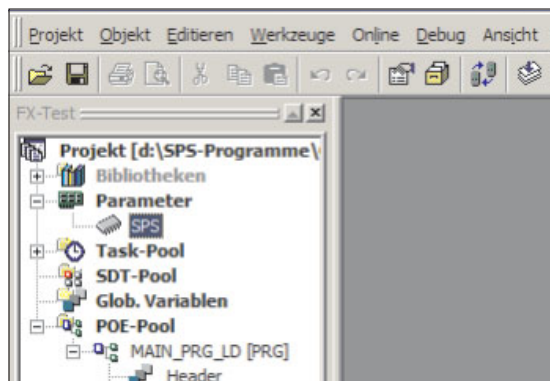 Projekt Objekt Editieren Werkzeuge Online Debug Ansicht
FX-Test
Projekt [d:\SPS-Programme\
Bibliotheken
Parameter
SPS
Task-Pool
SDT-Pool
Glob. Variablen
POE-Pool
MAIN_PRG_LD [PRG]
Header